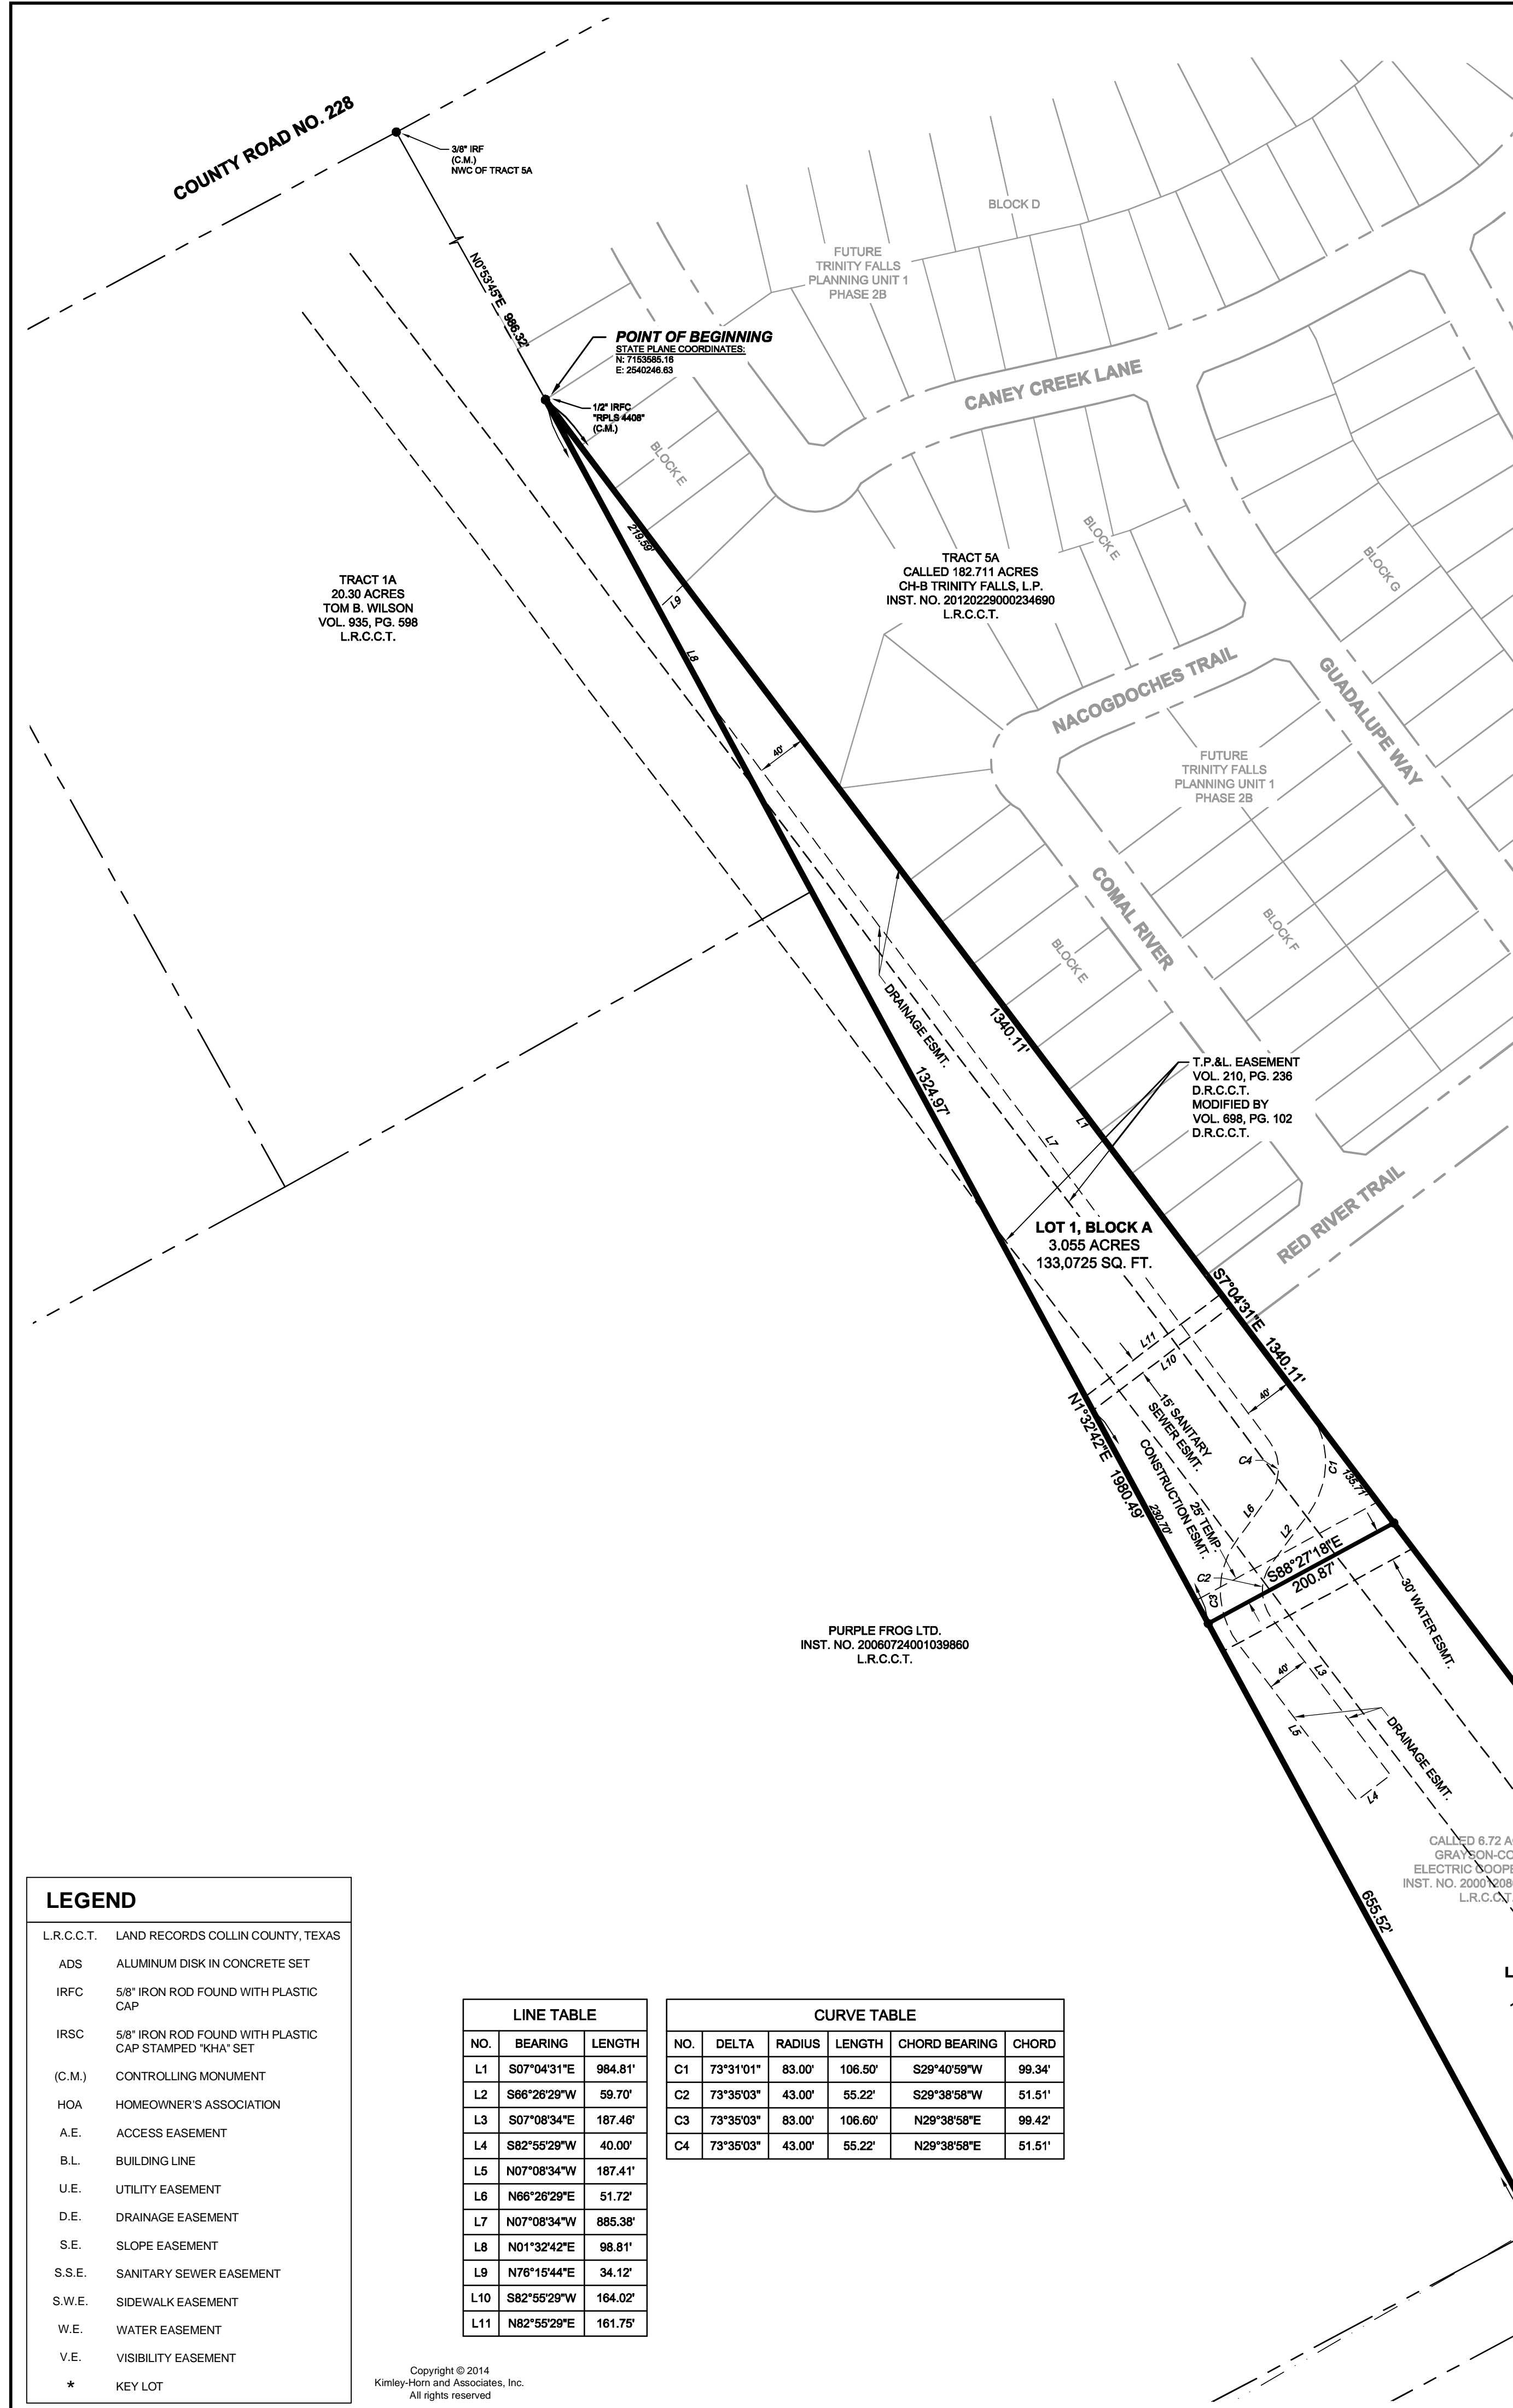 COUNTY ROAD NO. 228
3/8" IRF
(C.M.)
NWC OF TRACT 5A
N0°53'45"E 986.32'
POINT OF BEGINNING
STATE PLANE COORDINATES:
N: 7153585.16
E: 2540246.63
1/2" IRFC
"RPLS 4408"
(C.M.)
BLOCK D
FUTURE
TRINITY FALLS
PLANNING UNIT 1
PHASE 2B
CANEY CREEK LANE
BLOCK E
219.59'
L9
L8
TRACT 1A
20.30 ACRES
TOM B. WILSON
VOL. 935, PG. 598
L.R.C.C.T.
TRACT 5A
CALLED 182.711 ACRES
CH-B TRINITY FALLS, L.P.
INST. NO. 20120229000234690
L.R.C.C.T.
BLOCK E
BLOCK G
NACOGDOCHES TRAIL
GUADALUPE WAY
40'
FUTURE
TRINITY FALLS
PLANNING UNIT 1
PHASE 2B
COMAL RIVER
BLOCK F
BLOCK E
DRAINAGE ESMT.
1340.11'
1324.97'
T.P.&L. EASEMENT
VOL. 210, PG. 236
D.R.C.C.T.
MODIFIED BY
VOL. 698, PG. 102
D.R.C.C.T.
L1
L7
LOT 1, BLOCK A
3.055 ACRES
133,0725 SQ. FT.
RED RIVER TRAIL
S7°04'31"E 1340.11'
L11
L10
40'
15' SANITARY
SEWER ESMT.
N1°32'42"E 1980.49'
25' TEMP.
CONSTRUCTION ESMT.
230.70'
C4
C1
135.71'
L6
L2
C2
C3
S88°27'18"E
200.87'
30' WATER ESMT.
PURPLE FROG LTD.
INST. NO. 20060724001039860
L.R.C.C.T.
40'
L3
L5
DRAINAGE ESMT.
L4
CALLED 6.72 A
GRAYSON-CO
ELECTRIC COOPE
L.R.C.C.T.
655.52'
L
LEGEND
L.R.C.C.T. LAND RECORDS COLLIN COUNTY, TEXAS
ADS ALUMINUM DISK IN CONCRETE SET
IRFC 5/8" IRON ROD FOUND WITH PLASTIC
CAP
IRSC 5/8" IRON ROD FOUND WITH PLASTIC
CAP STAMPED "KHA" SET
(C.M.) CONTROLLING MONUMENT
HOA HOMEOWNER'S ASSOCIATION
A.E. ACCESS EASEMENT
B.L. BUILDING LINE
U.E. UTILITY EASEMENT
D.E. DRAINAGE EASEMENT
S.E. SLOPE EASEMENT
S.S.E. SANITARY SEWER EASEMENT
S.W.E. SIDEWALK EASEMENT
W.E. WATER EASEMENT
V.E. VISIBILITY EASEMENT
* KEY LOT
LINE TABLE
NO. BEARING LENGTH
L1 S07°04'31"E 984.81'
L2 S66°26'29"W 59.70'
L3 S07°08'34"E 187.46'
L4 S82°55'29"W 40.00'
L5 N07°08'34"W 187.41'
L6 N66°26'29"E 51.72'
L7 N07°08'34"W 885.38'
L8 N01°32'42"E 98.81'
L9 N76°15'44"E 34.12'
L10 S82°55'29"W 164.02'
L11 N82°55'29"E 161.75'
CURVE TABLE
NO. DELTA RADIUS LENGTH CHORD BEARING CHORD
C1 73°31'01" 83.00' 106.50' S29°40'59"W 99.34'
C2 73°35'03" 43.00' 55.22' S29°38'58"W 51.51'
C3 73°35'03" 83.00' 106.60' N29°38'58"E 99.42'
C4 73°35'03" 43.00' 55.22' N29°38'58"E 51.51'
Copyright © 2014
Kimley-Horn and Associates, Inc.
All rights reserved